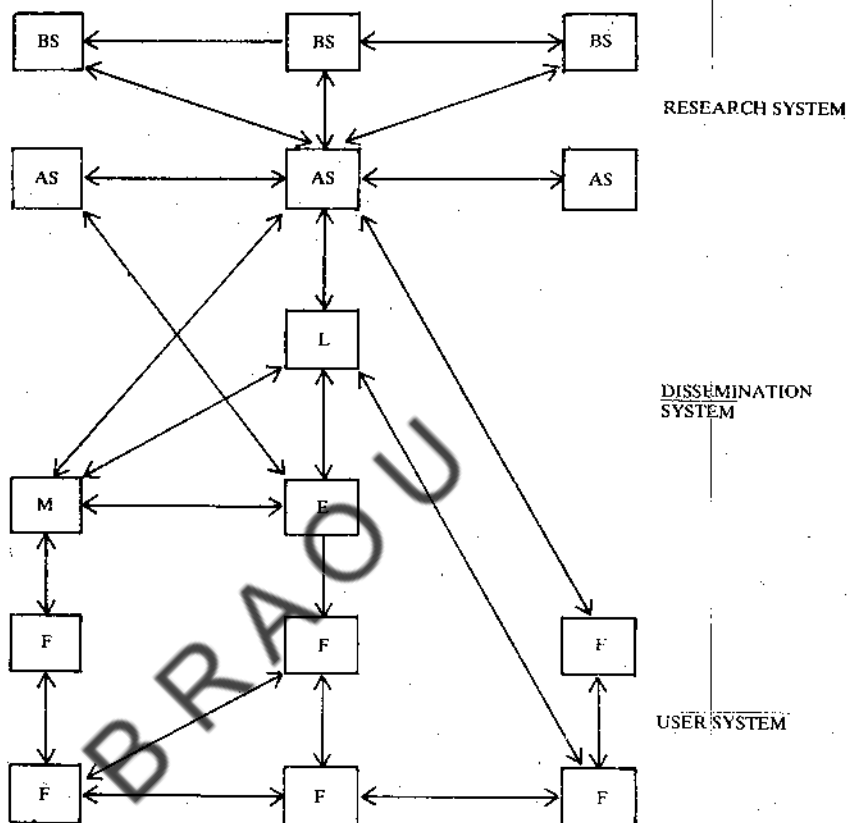 BS BS BS
RESEARCH SYSTEM
AS AS AS
L
DISSEMINATION
SYSTEM
M E
F F F
USER SYSTEM
F F F
BRAOU